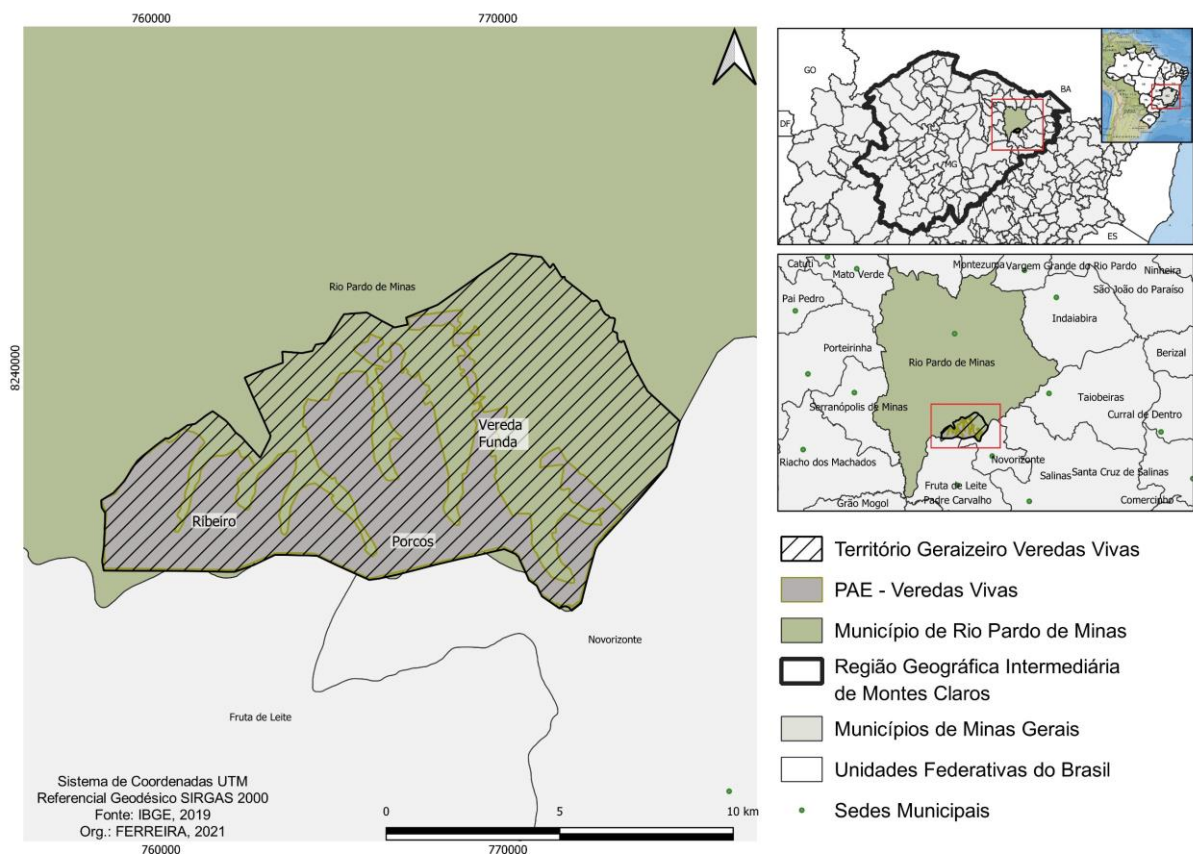 760000
770000
8240000
Rio Pardo de Minas
Vereda
Funda
Ribeiro
Porcos
Novorizonte
Fruta de Leite
Sistema de Coordenadas UTM
Referencial Geodésico SIRGAS 2000
Fonte: IBGE, 2019
Org.: FERREIRA, 2021
0
5
10 km
760000
770000
GO
BA
DF
MG
ES
Catuti
Mato Verde
Montezuma
Vargem Grande do Rio Pardo
Ninheira
São João do Paraíso
Pai Pedro
Indaiabira
Porteirinha
Rio Pardo de Minas
Berizal
Serranópolis de Minas
Taiobeiras
Curral de Dentro
Riacho dos Machados
Novorizonte
Fruta de Leite
Salinas
Santa Cruz de Salinas
Grão Mogol
Padre Carvalho
Comercinho
Território Geraizeiro Veredas Vivas
PAE - Veredas Vivas
Município de Rio Pardo de Minas
Região Geográfica Intermediária
de Montes Claros
Municípios de Minas Gerais
Unidades Federativas do Brasil
Sedes Municipais